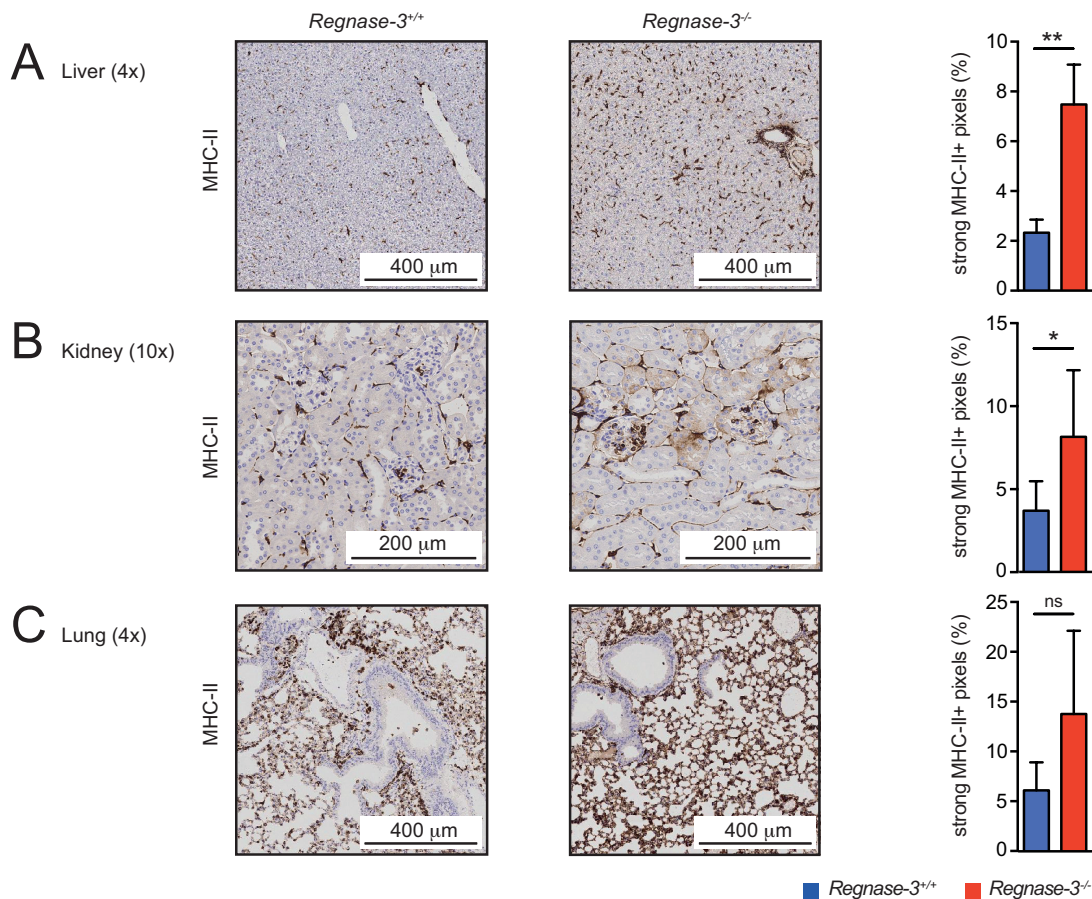 Regnase-3+/+ Regnase-3-/-
A Liver (4x)
MHC-II
400 μm
400 μm
strong MHC-II+ pixels (%)
10
8
6
4
2
0
**
B Kidney (10x)
MHC-II
200 μm
200 μm
strong MHC-II+ pixels (%)
15
10
5
0
*
C Lung (4x)
MHC-II
400 μm
400 μm
strong MHC-II+ pixels (%)
25
20
15
10
5
0
ns
Regnase-3+/+ Regnase-3-/-